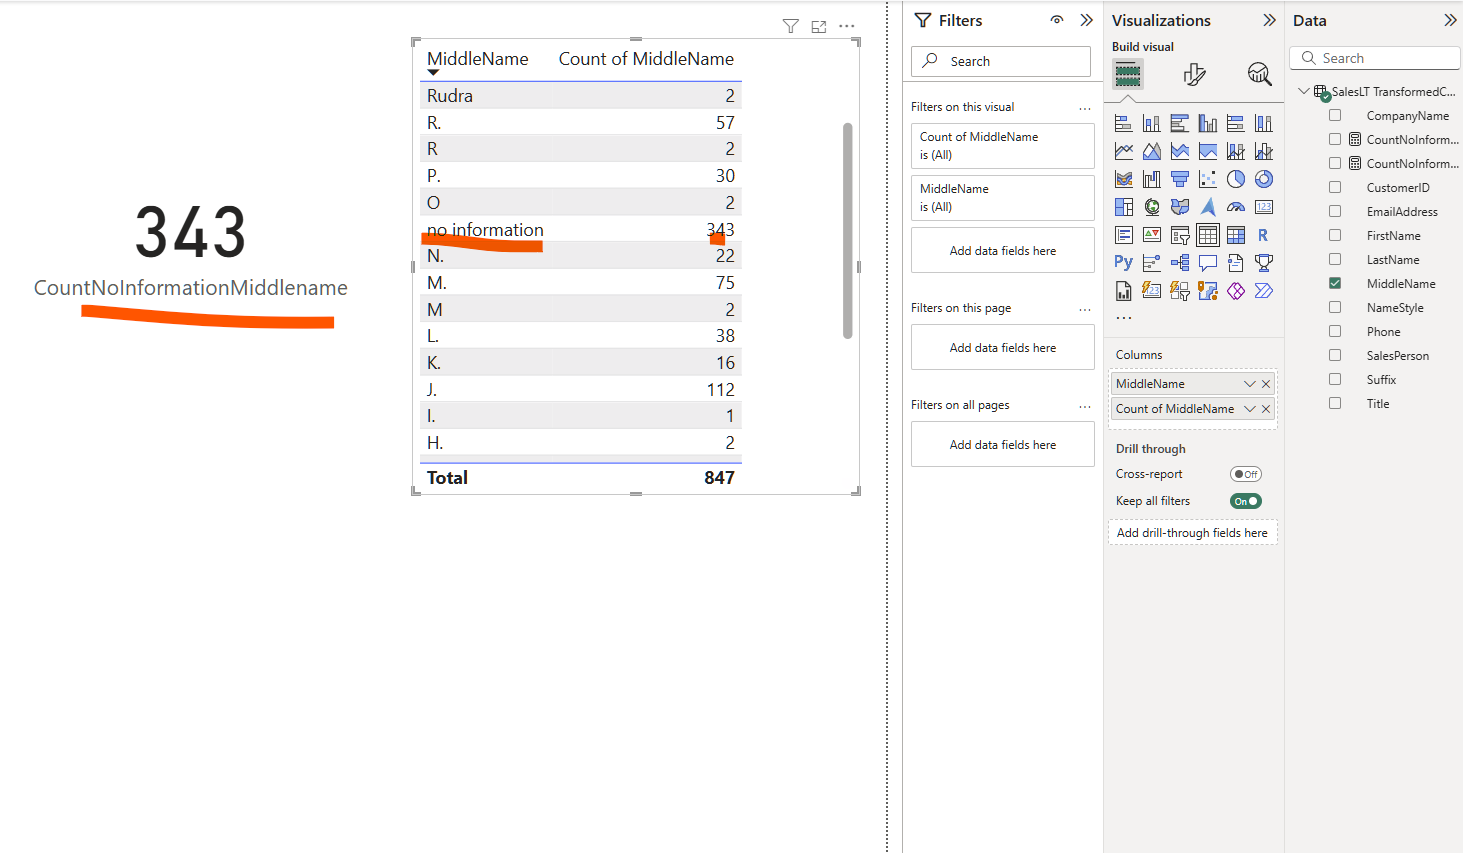 343
CountNoInformationMiddlename
MiddleName Count of MiddleName
Rudra 2
R. 57
R 2
P. 30
O 2
no information 343
N. 22
M. 75
M 2
L. 38
K. 16
J. 112
I. 1
H. 2
Total 847
Filters
Search
Filters on this visual
Count of MiddleName
is (All)
MiddleName
is (All)
Add data fields here
Filters on this page
Add data fields here
Filters on all pages
Add data fields here
Visualizations
Build visual
123
R
Py
123
...
Columns
MiddleName
Count of MiddleName
Drill through
Cross-report Off
Keep all filters On
Add drill-through fields here
Data
Search
SalesLT TransformedC...
CompanyName
CountNoInform...
CountNoInform...
CustomerID
EmailAddress
FirstName
LastName
MiddleName
NameStyle
Phone
SalesPerson
Suffix
Title